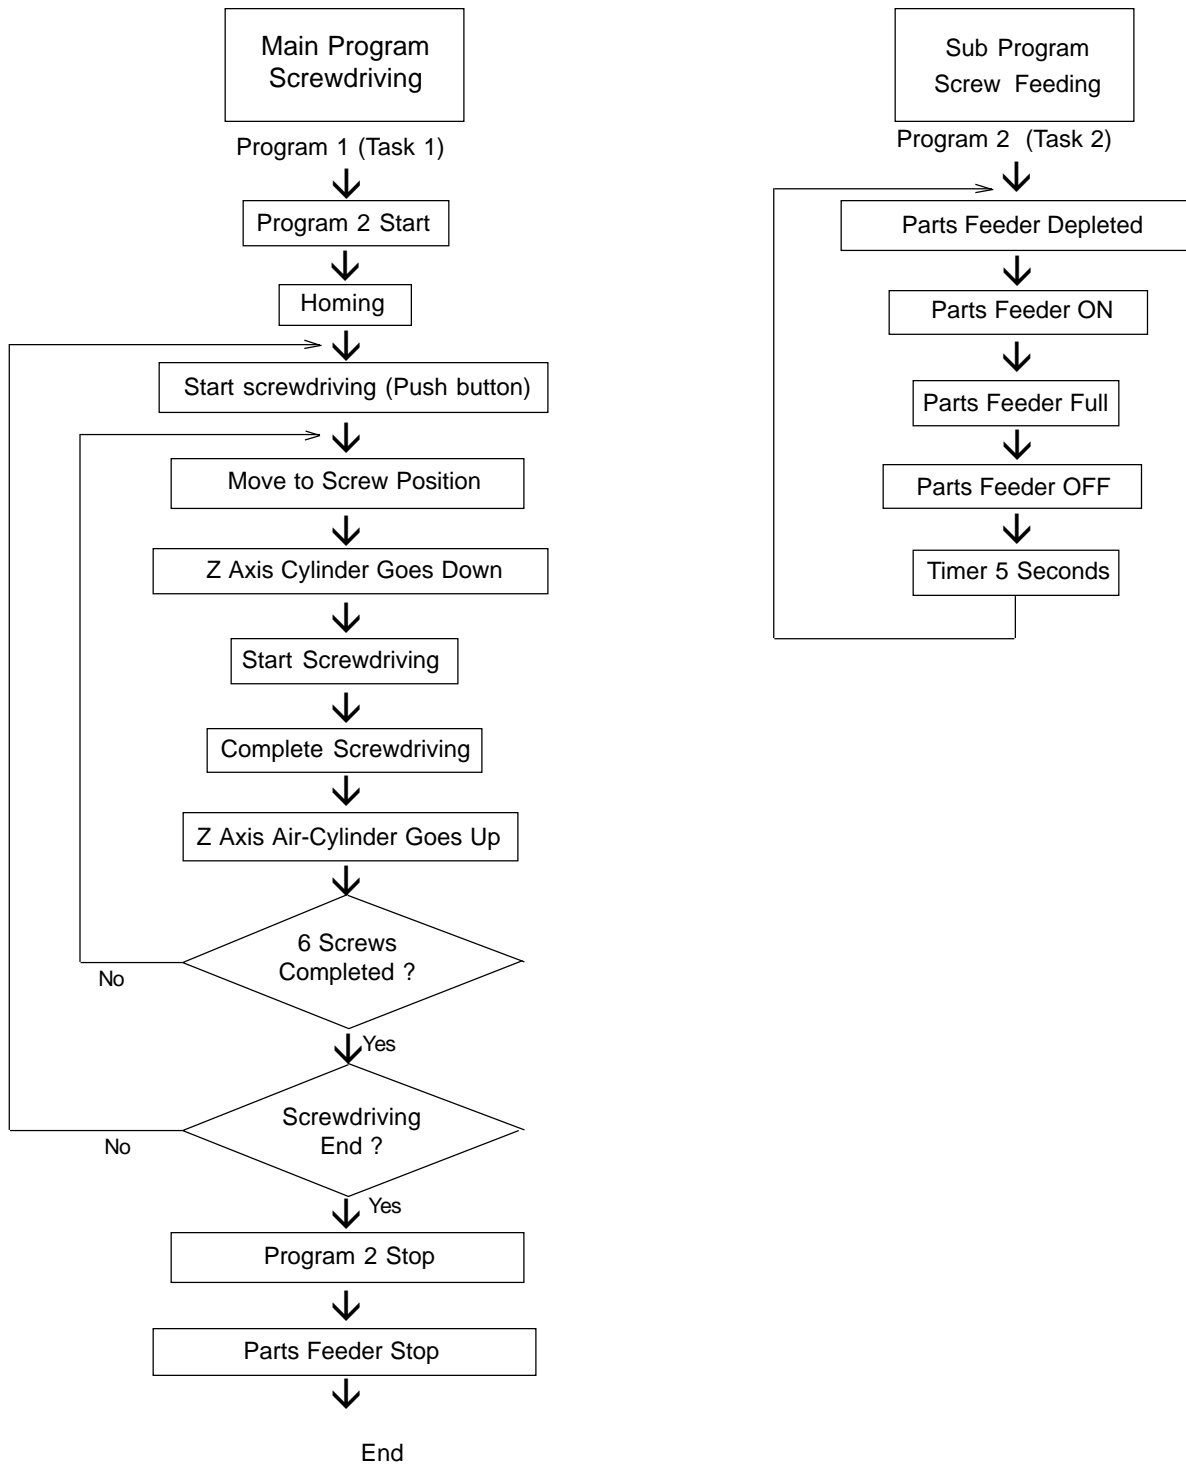 Main Program
Screwdriving
Program 1 (Task 1)
Program 2 Start
Homing
Start screwdriving (Push button)
Move to Screw Position
Z Axis Cylinder Goes Down
Start Screwdriving
Complete Screwdriving
Z Axis Air-Cylinder Goes Up
6 Screws
Completed ?
No
Yes
Screwdriving
End ?
No
Yes
Program 2 Stop
Parts Feeder Stop
End
Sub Program
Screw Feeding
Program 2 (Task 2)
Parts Feeder Depleted
Parts Feeder ON
Parts Feeder Full
Parts Feeder OFF
Timer 5 Seconds